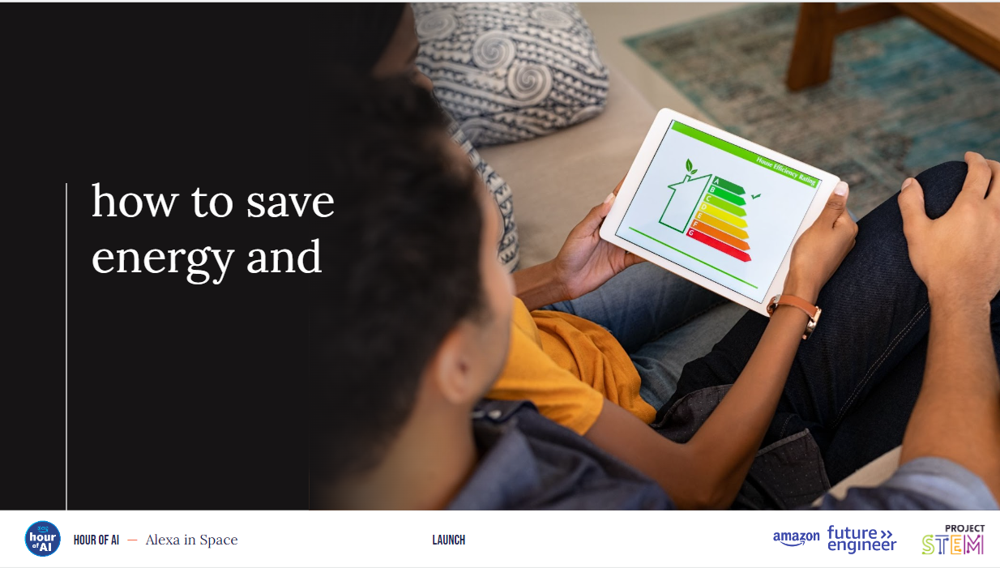 how to save
energy and
House Efficiency Rating
A
B
C
D
E
F
G
hour
of AI
HOUR OF AI — Alexa in Space
LAUNCH
amazon
future
engineer
PROJECT
STEM